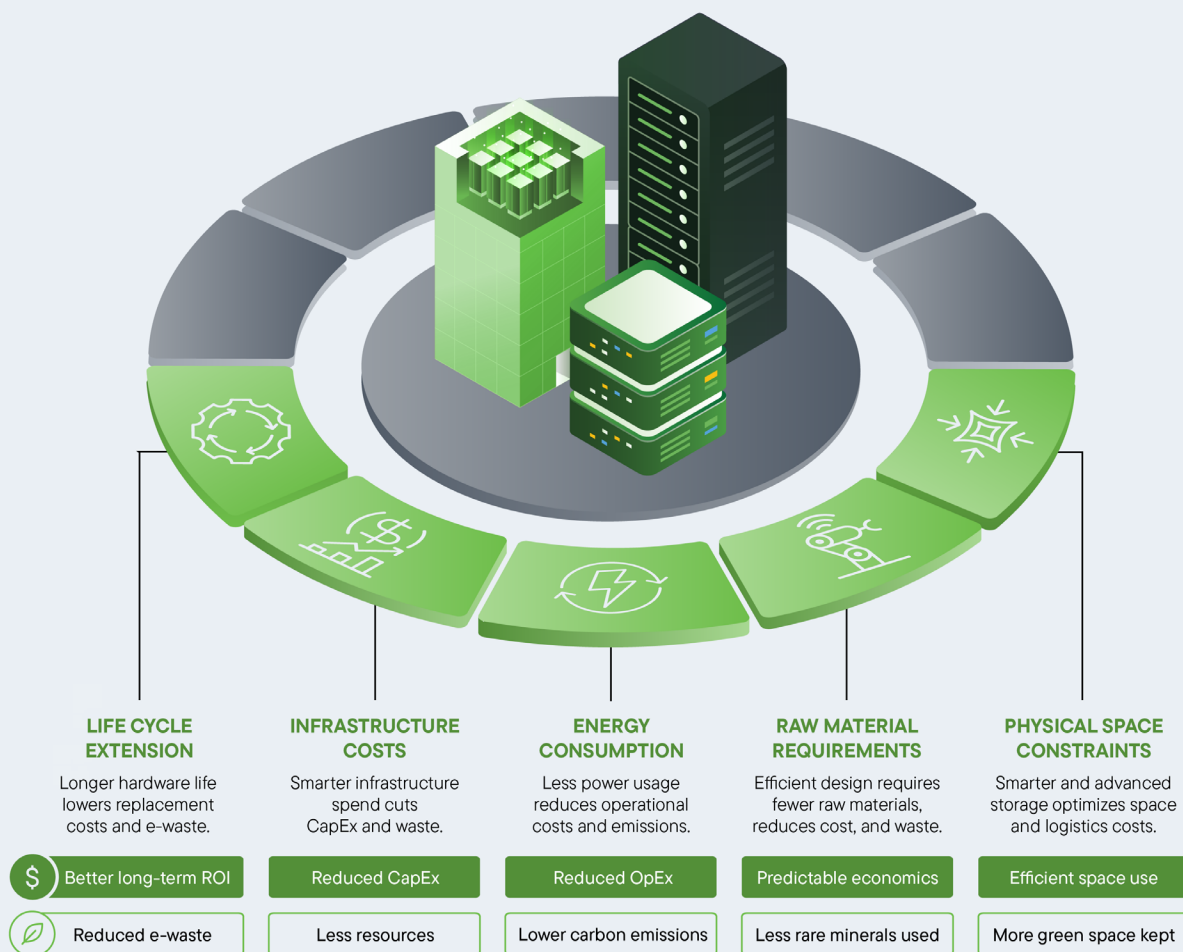 LIFE CYCLE
EXTENSION
Longer hardware life
lowers replacement
costs and e-waste.
INFRASTRUCTURE
COSTS
Smarter infrastructure
spend cuts
CapEx and waste.
ENERGY
CONSUMPTION
Less power usage
reduces operational
costs and emissions.
RAW MATERIAL
REQUIREMENTS
Efficient design requires
fewer raw materials,
reduces cost, and waste.
PHYSICAL SPACE
CONSTRAINTS
Smarter and advanced
storage optimizes space
and logistics costs.
$ Better long-term ROI
Reduced CapEx
Reduced OpEx
Predictable economics
Efficient space use
Reduced e-waste
Less resources
Lower carbon emissions
Less rare minerals used
More green space kept